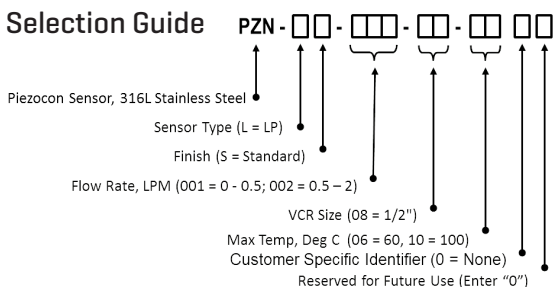 Selection Guide PZN - □□ - □□□ - □□ - □□ □□
Piezocon Sensor, 316L Stainless Steel
Sensor Type (L = LP)
Finish (S = Standard)
Flow Rate, LPM (001 = 0 - 0.5; 002 = 0.5 – 2)
VCR Size (08 = 1/2")
Max Temp, Deg C (06 = 60, 10 = 100)
Customer Specific Identifier (0 = None)
Reserved for Future Use (Enter “0”)